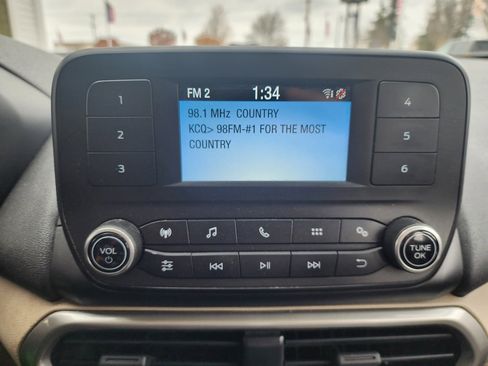 FM 2 1:34
98.1 MHz COUNTRY
KCQ> 98FM-#1 FOR THE MOST
COUNTRY
1
2
3
4
5
6
VOL
TUNE
OK